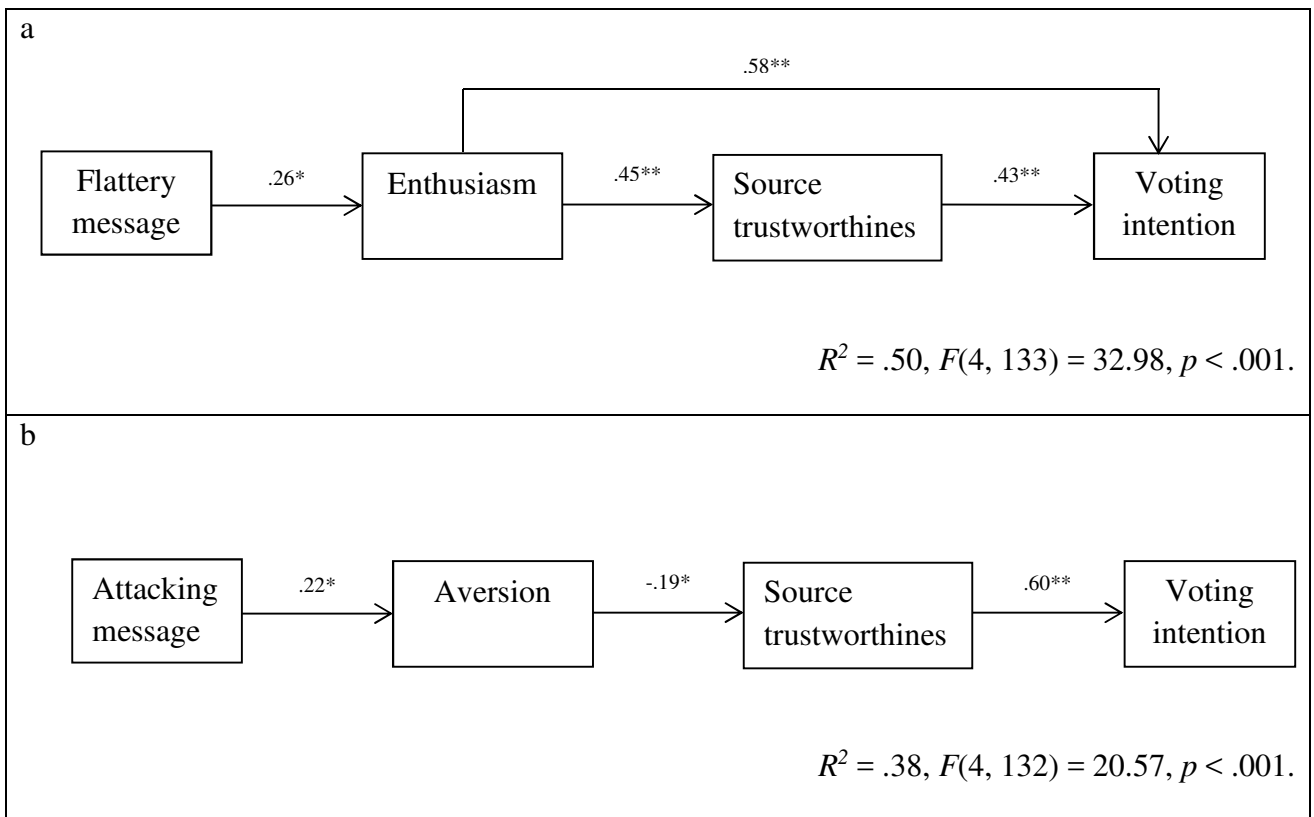 a
.58**
Flattery
message
.26*
Enthusiasm
.45**
Source
trustworthines
.43**
Voting
intention
R² = .50, F(4, 133) = 32.98, p < .001.
b
Attacking
message
.22*
Aversion
-.19*
Source
trustworthines
.60**
Voting
intention
R² = .38, F(4, 132) = 20.57, p < .001.